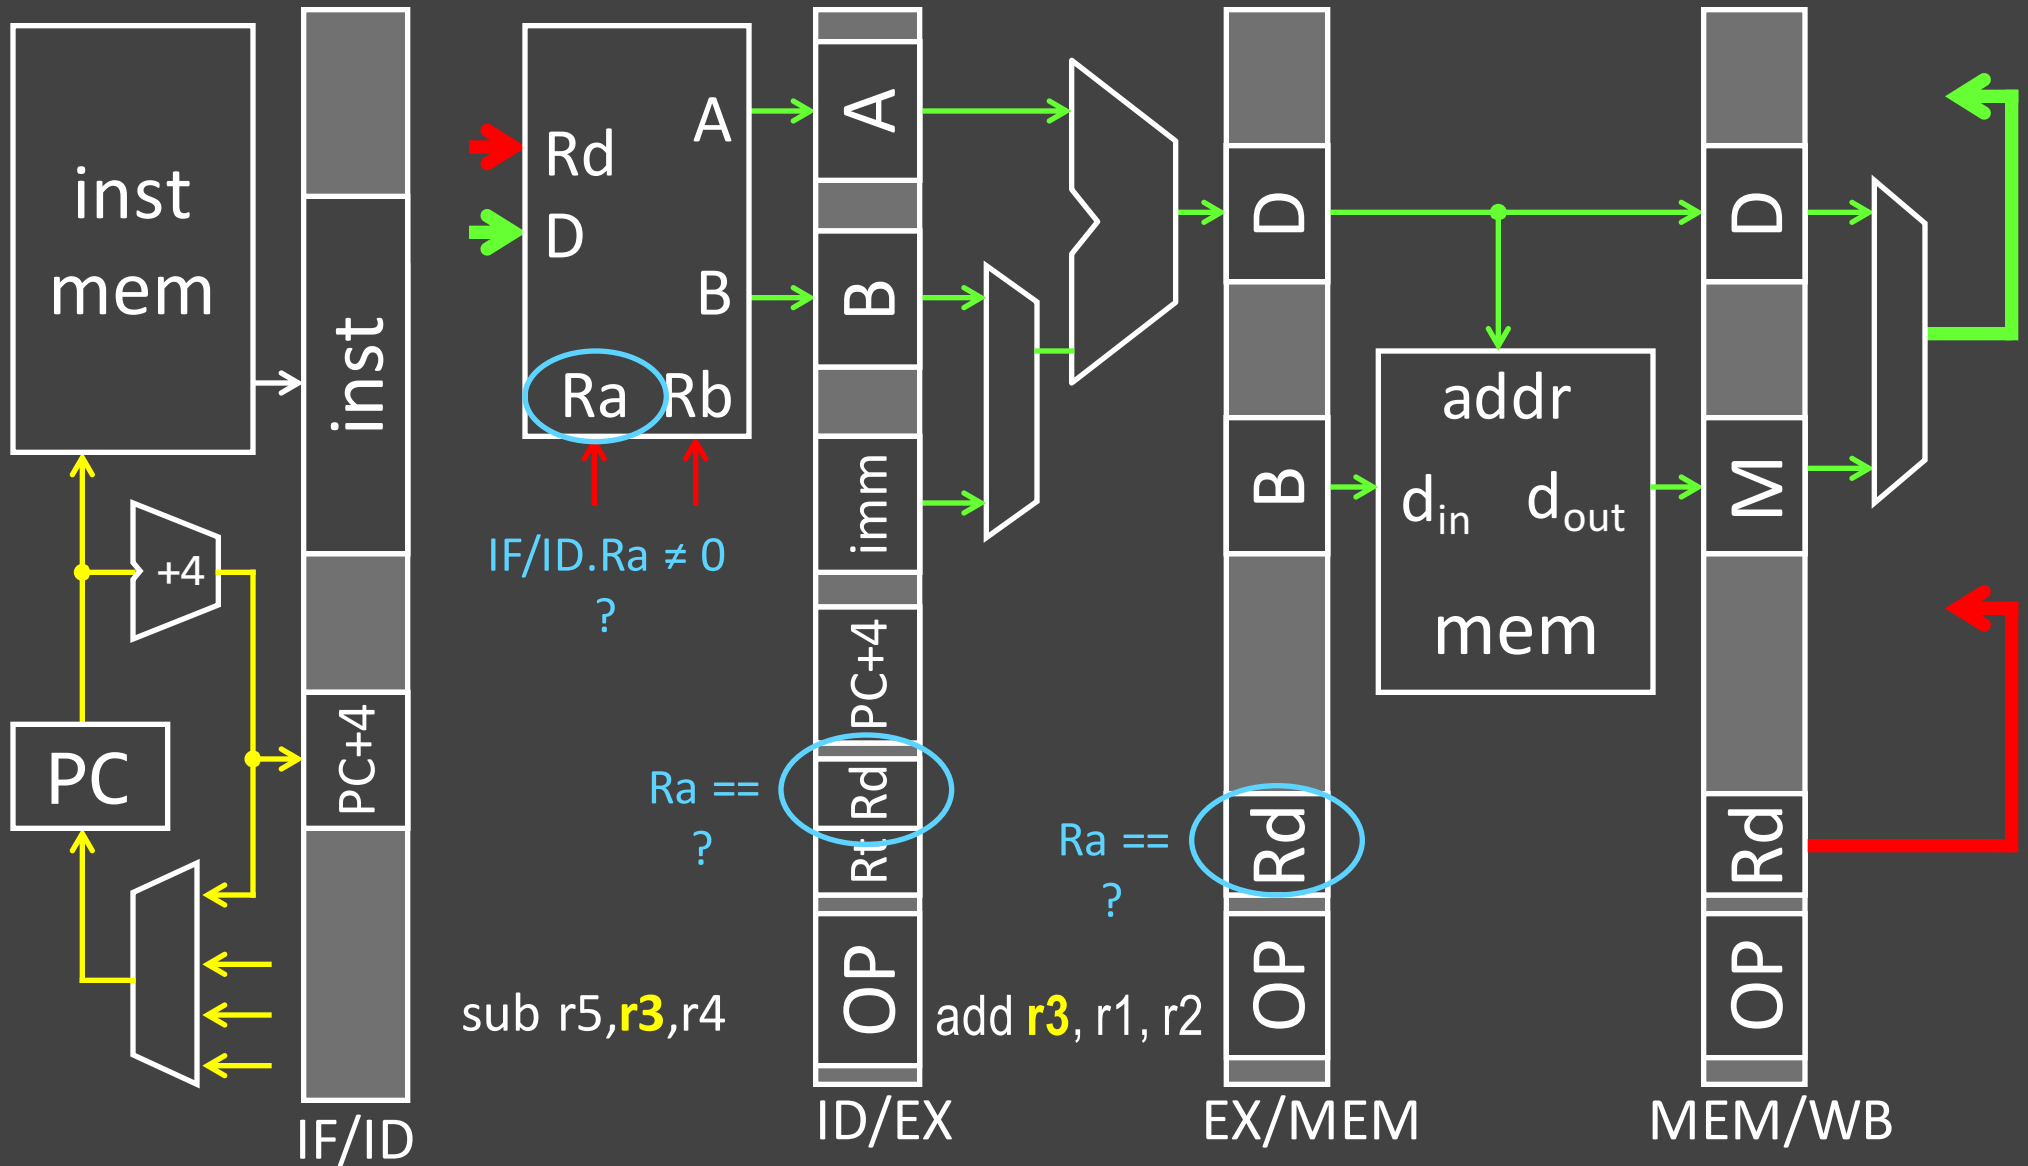 inst
mem
+4
PC
inst
PC+4
IF/ID
Rd
D
A
B
Ra
Rb
IF/ID.Ra ≠ 0
?
Ra ==
?
sub r5,r3,r4
A
B
imm
PC+4
Rd
Rt
OP
ID/EX
add r3, r1, r2
Ra ==
?
D
B
Rd
OP
EX/MEM
addr
din
dout
mem
D
M
Rd
OP
MEM/WB